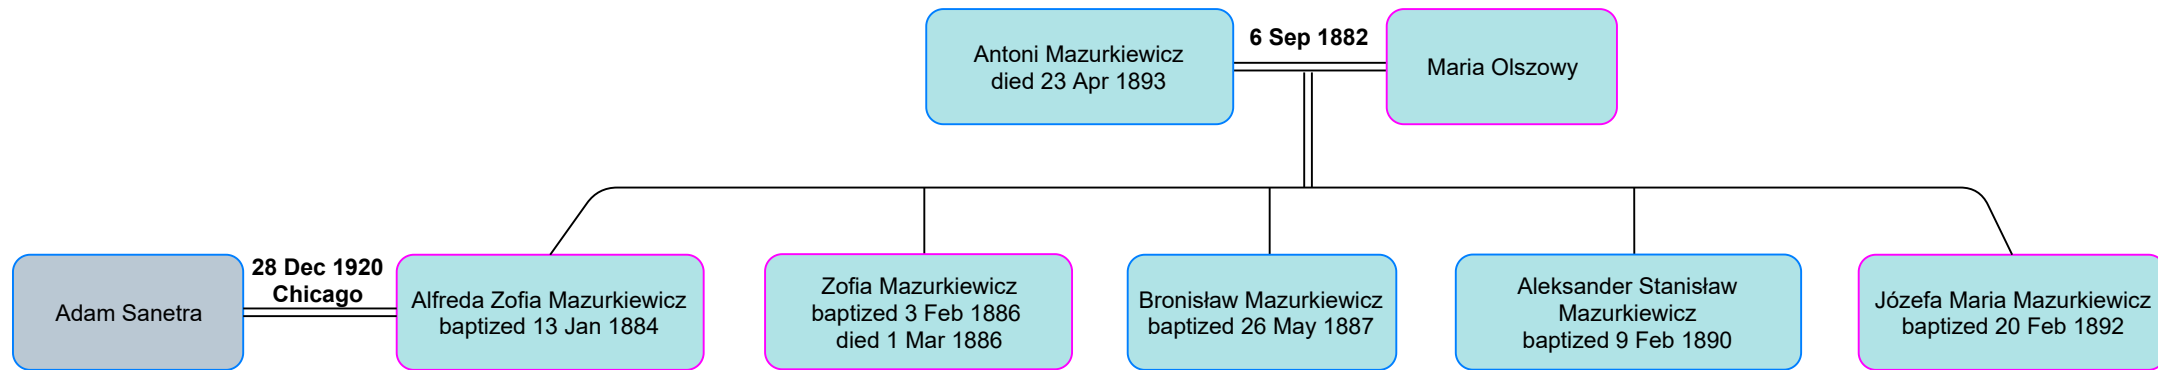 Antoni Mazurkiewicz
died 23 Apr 1893
6 Sep 1882
Maria Olszowy
Adam Sanetra
28 Dec 1920
Chicago
Alfreda Zofia Mazurkiewicz
baptized 13 Jan 1884
Zofia Mazurkiewicz
baptized 3 Feb 1886
died 1 Mar 1886
Bronisław Mazurkiewicz
baptized 26 May 1887
Aleksander Stanisław
Mazurkiewicz
baptized 9 Feb 1890
Józefa Maria Mazurkiewicz
baptized 20 Feb 1892